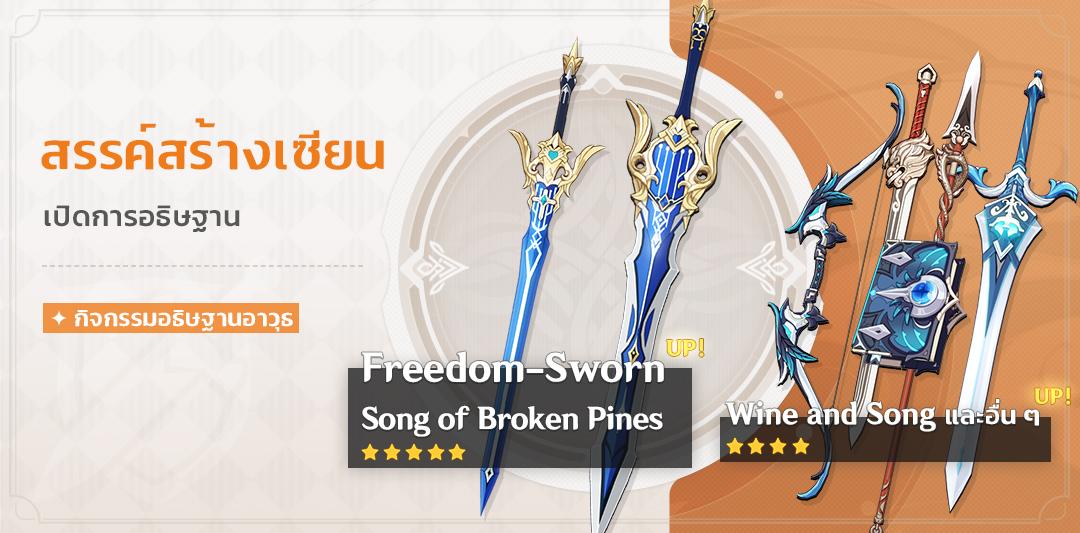 สรรค์สร้างเซียน
เปิดการอธิษฐาน
✦ กิจกรรมอธิษฐานอาวุธ
Freedom-Sworn UP!
Song of Broken Pines
★★★★★
Wine and Song และอื่น ๆ UP!
★★★★